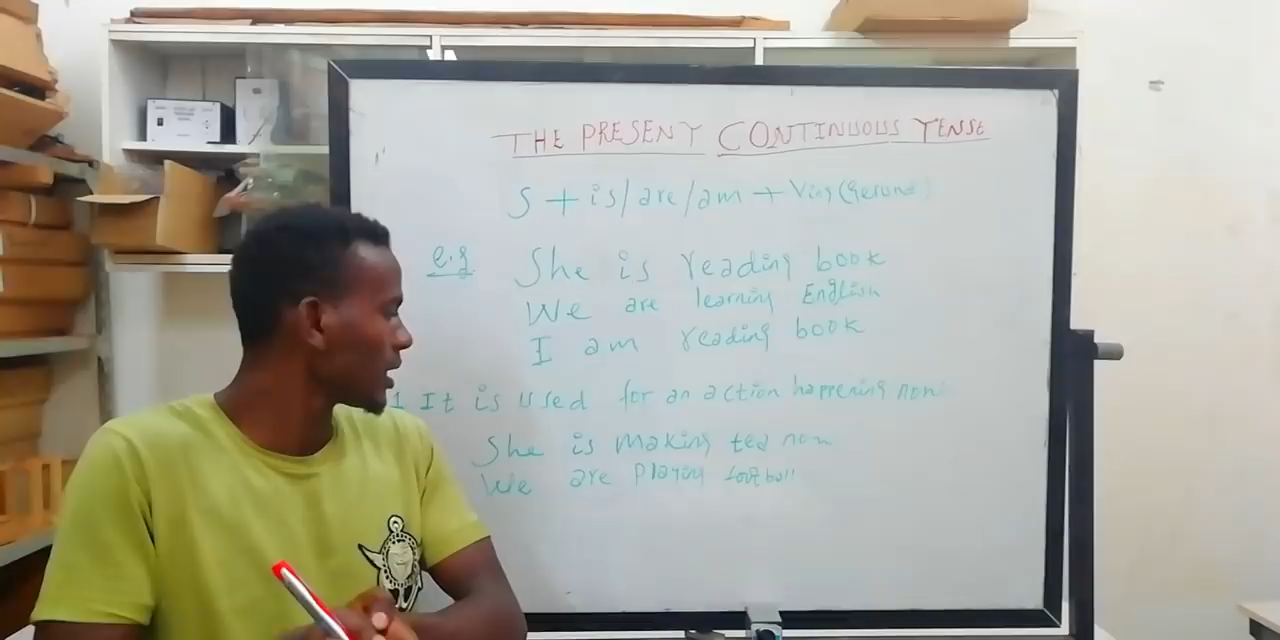 THE PRESENT CONTINUOUS TENSE
S + is/are/am + Ving (Gerund)
e.g She is reading book
We are learning English
I am reading book
1 It is used for an action happening now
She is making tea now
We are playing football